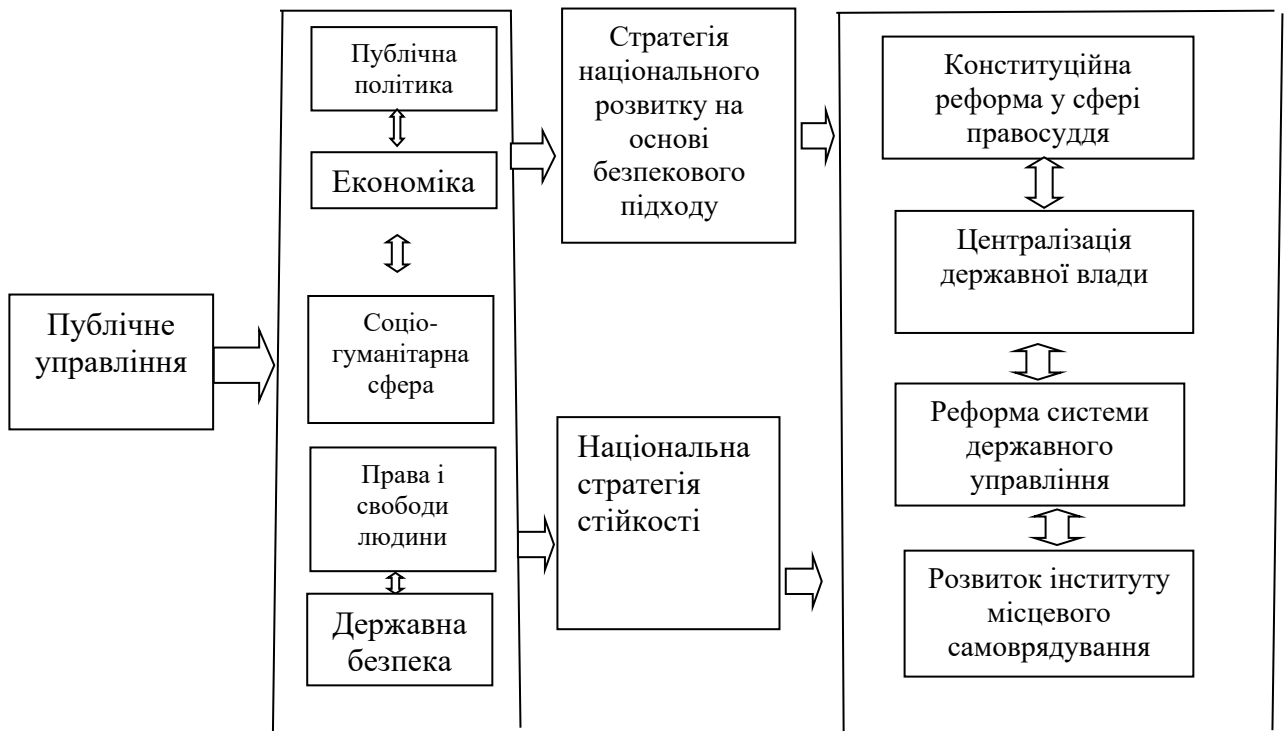 Публічне
управління
Публічна
політика
Економіка
Соціо-
гуманітарна
сфера
Права і
свободи
людини
Державна
безпека
Стратегія
національного
розвитку на
основі
безпекового
підходу
Національна
стратегія
стійкості
Конституційна
реформа у сфері
правосуддя
Централізація
державної влади
Реформа системи
державного
управління
Розвиток інституту
місцевого
самоврядування